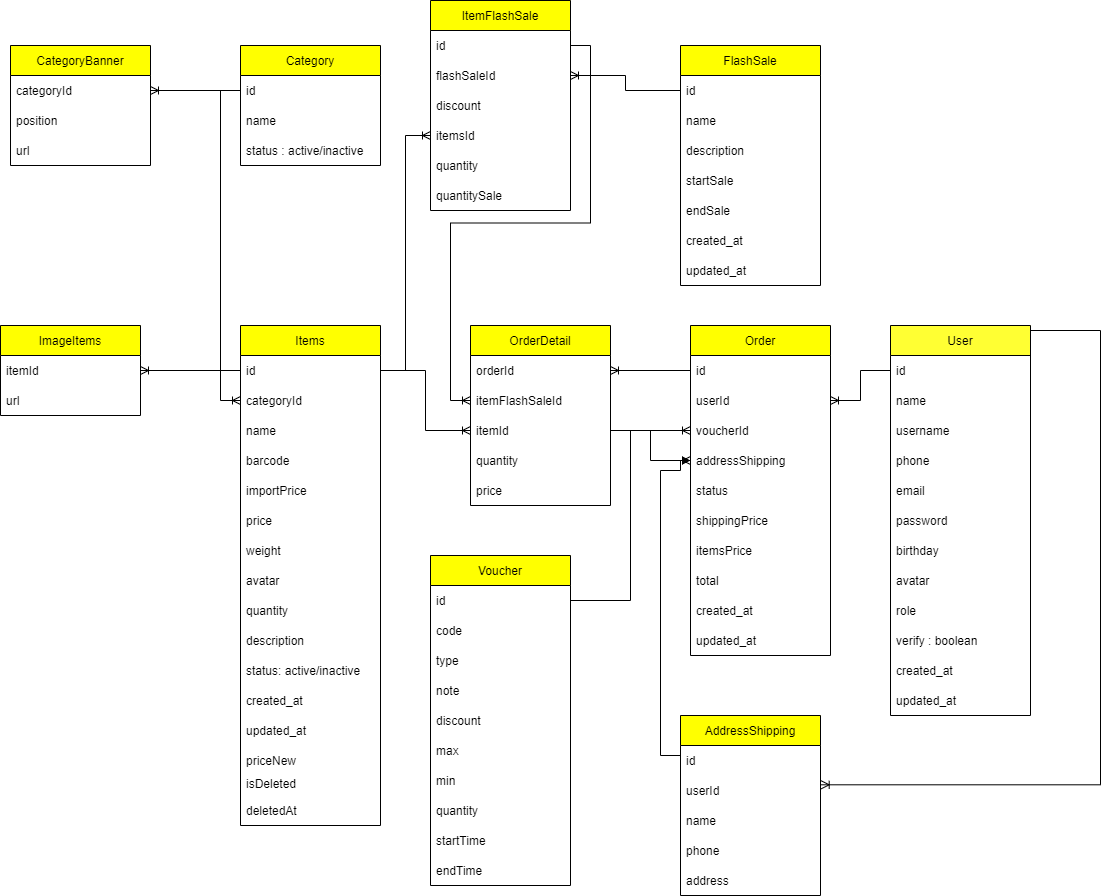 CategoryBanner
categoryId
position
url
Category
id
name
status : active/inactive
ItemFlashSale
id
flashSaleId
discount
itemsId
quantity
quantitySale
FlashSale
id
name
description
startSale
endSale
created_at
updated_at
ImageItems
itemId
url
Items
id
categoryId
name
barcode
importPrice
price
weight
avatar
quantity
description
status: active/inactive
created_at
updated_at
priceNew
isDeleted
deletedAt
OrderDetail
orderId
itemFlashSaleId
itemId
quantity
price
Order
id
userId
voucherId
addressShipping
status
shippingPrice
itemsPrice
total
created_at
updated_at
User
id
name
username
phone
email
password
birthday
avatar
role
verify : boolean
created_at
updated_at
Voucher
id
code
type
note
discount
max
min
quantity
startTime
endTime
AddressShipping
id
userId
name
phone
address